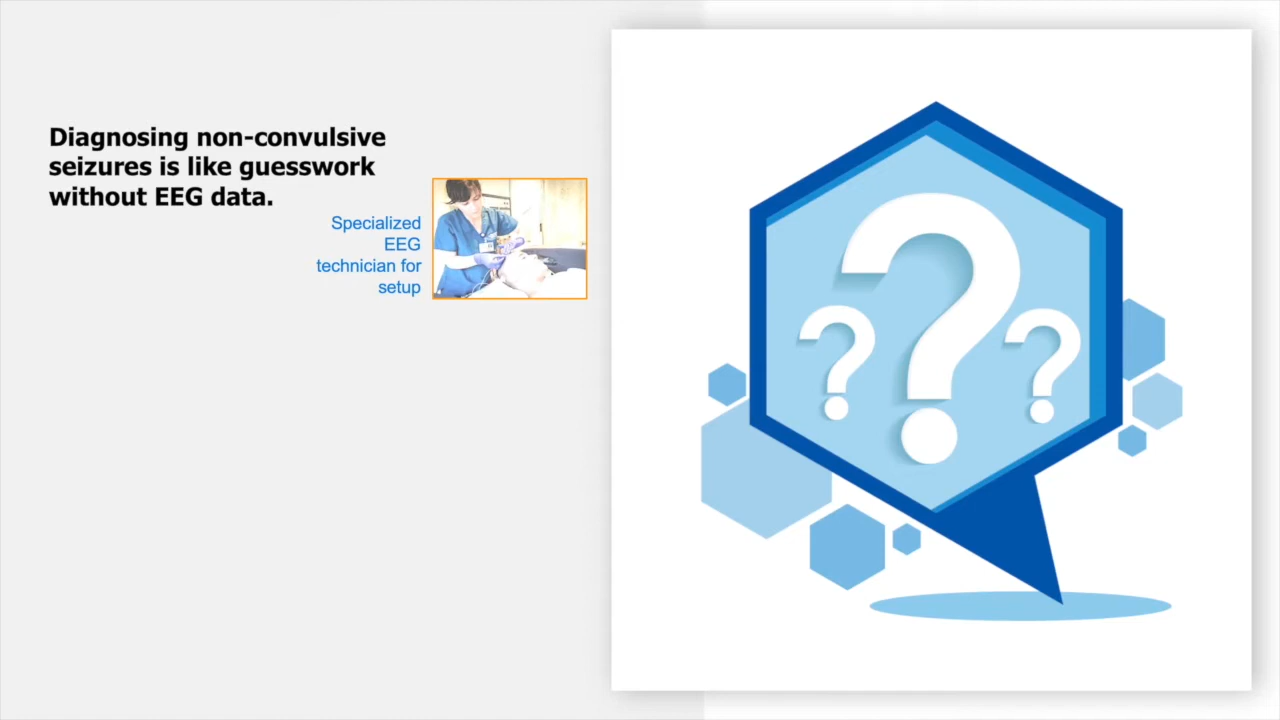 Diagnosing non-convulsive
seizures is like guesswork
without EEG data.
Specialized
EEG
technician for
setup
? ? ?